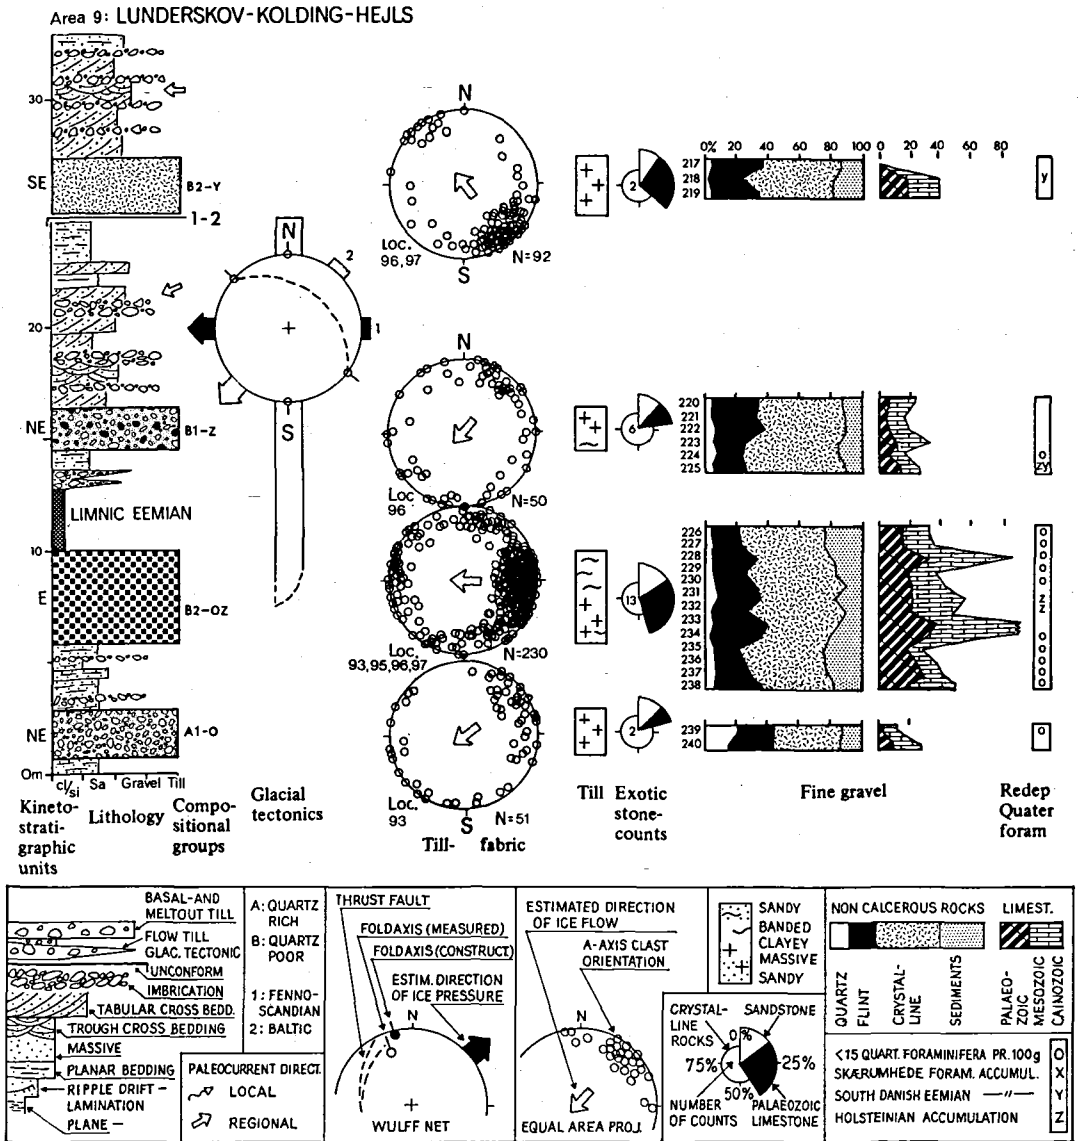 Area 9: LUNDERSKOV-KOLDING-HEJLS
30
SE
B2-Y
1-2
20
NE
B1-Z
LIMNIC EEMIAN
10
E
B2-OZ
NE
A1-O
0m
cl/si Sa Gravel Till
N
2
1
S
N
Loc. 96,97
N=92
S
N
Loc 96
N=50
Loc. 93,95,96,97
N=230
Loc. 93
N=51
S
2
6
13
2
0% 20 40 60 80 100
0 20 40 60 80
217
218
219
y
220
221
222
223
224
225
O
ZY
226
227
228
229
230
231
232
233
234
235
236
237
238
O
O
O
O
O
Z
ZZ
O
O
O
O
O
239
240
O
Kineto-
strati-
graphic
units
Lithology
Compo-
sitional
groups
Glacial
tectonics
Till- fabric
Till
Exotic
stone-
counts
Fine gravel
Redep
Quater
foram
BASAL-AND
MELTOUT TILL
FLOW TILL
GLAC. TECTONIC
UNCONFORM
IMBRICATION
TABULAR CROSS BEDD.
TROUGH CROSS BEDDING
MASSIVE
PLANAR BEDDING
RIPPLE DRIFT-
LAMINATION
PLANE —
A: QUARTZ
RICH
B: QUARTZ
POOR
1: FENNO-
SCANDIAN
2: BALTIC
PALEOCURRENT DIRECT.
LOCAL
REGIONAL
THRUST FAULT
FOLDAXIS (MEASURED)
FOLDAXIS (CONSTRUCT)
ESTIM. DIRECTION
OF ICE PRESSURE
N
WULFF NET
ESTIMATED DIRECTION
OF ICE FLOW
A-AXIS CLAST
ORIENTATION
N
EQUAL AREA PROJ.
SANDY
BANDED
CLAYEY
MASSIVE
SANDY
CRYSTAL-
LINE
ROCKS
SANDSTONE
0 %
75%
25%
50%
NUMBER
OF COUNTS
PALAEOZOIC
LIMESTONE
NON CALCEROUS ROCKS
LIMEST.
QUARTZ
FLINT
CRYSTAL-
LINE
SEDIMENTS
PALAEO-
ZOIC
MESOZOIC
CAINOZOIC
<15 QUART. FORAMINIFERA PR. 100g O
SKÆRUMHEDE FORAM. ACCUMUL. X
SOUTH DANISH EEMIAN —"— Y
HOLSTEINIAN ACCUMULATION Z